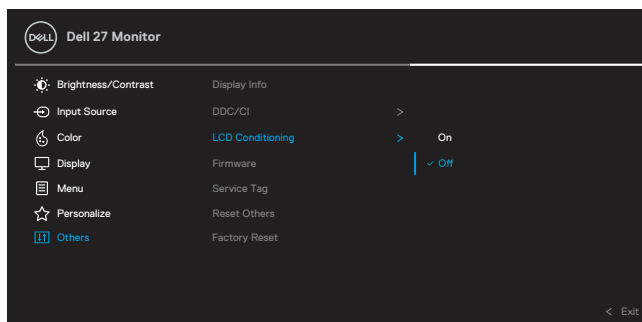 DELL Dell 27 Monitor
Brightness/Contrast Display Info
Input Source DDC/CI >
Color LCD Conditioning > On
Display Firmware ✓ Off
Menu Service Tag
Personalize Reset Others
Others Factory Reset
< Exit